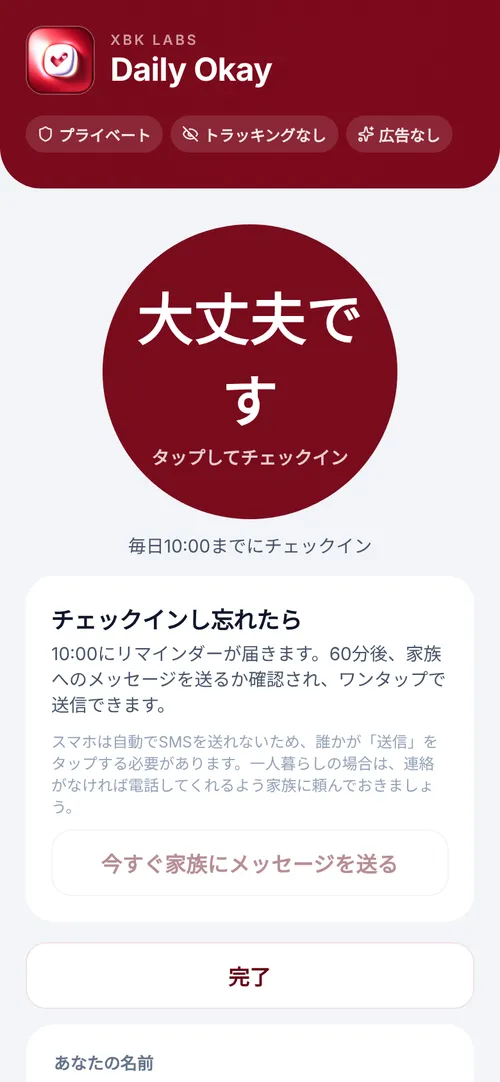 XBK LABS
Daily Okay
プライベート
トラッキングなし
広告なし
大丈夫で
す
タップしてチェックイン
毎日10:00までにチェックイン
チェックインし忘れたら
10:00にリマインダーが届きます。60分後、家族
へのメッセージを送るか確認され、ワンタップで
送信できます。
スマホは自動でSMSを送れないため、誰かが「送信」を
タップする必要があります。一人暮らしの場合は、連絡
がなければ電話してくれるよう家族に頼んでおきましょ
う。
今すぐ家族にメッセージを送る
完了
あなたの名前